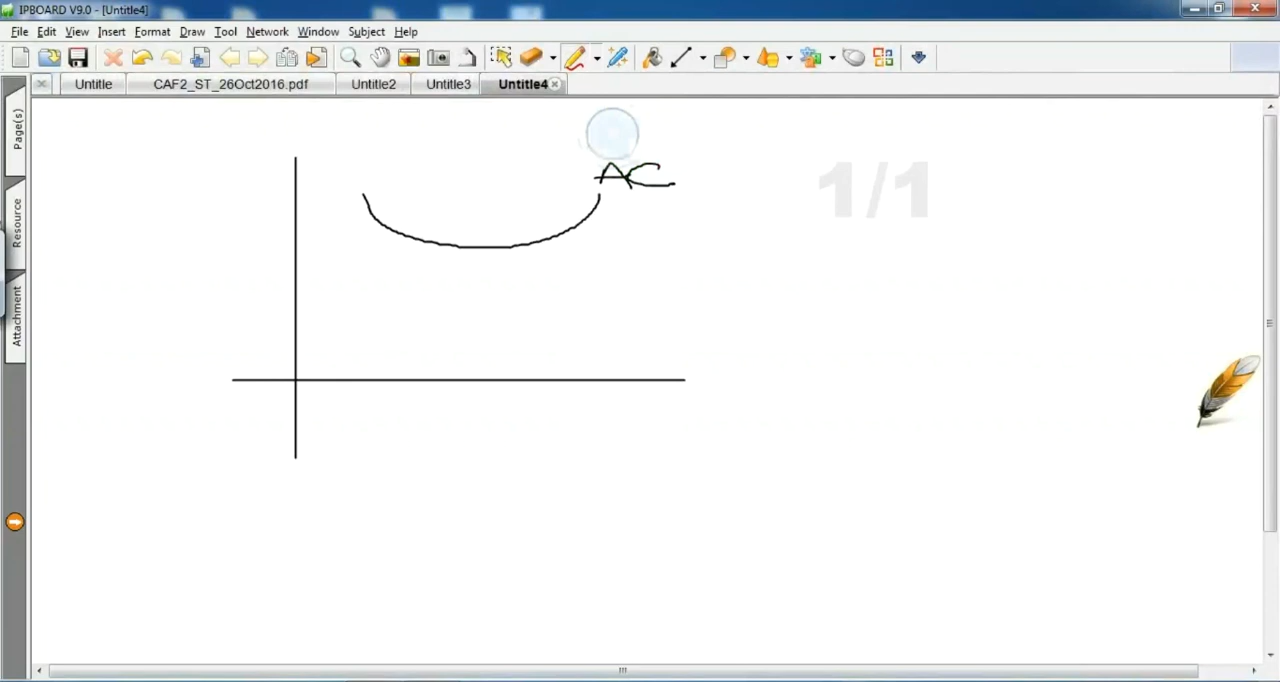 IPBOARD V9.0 - [Untitle4]
File Edit View Insert Format Draw Tool Network Window Subject Help
Untitle CAF2_ST_26Oct2016.pdf Untitle2 Untitle3 Untitle4
Page(s)
Resource
Attachment
AC
1/1